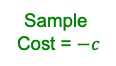 Sample
Cost = −c